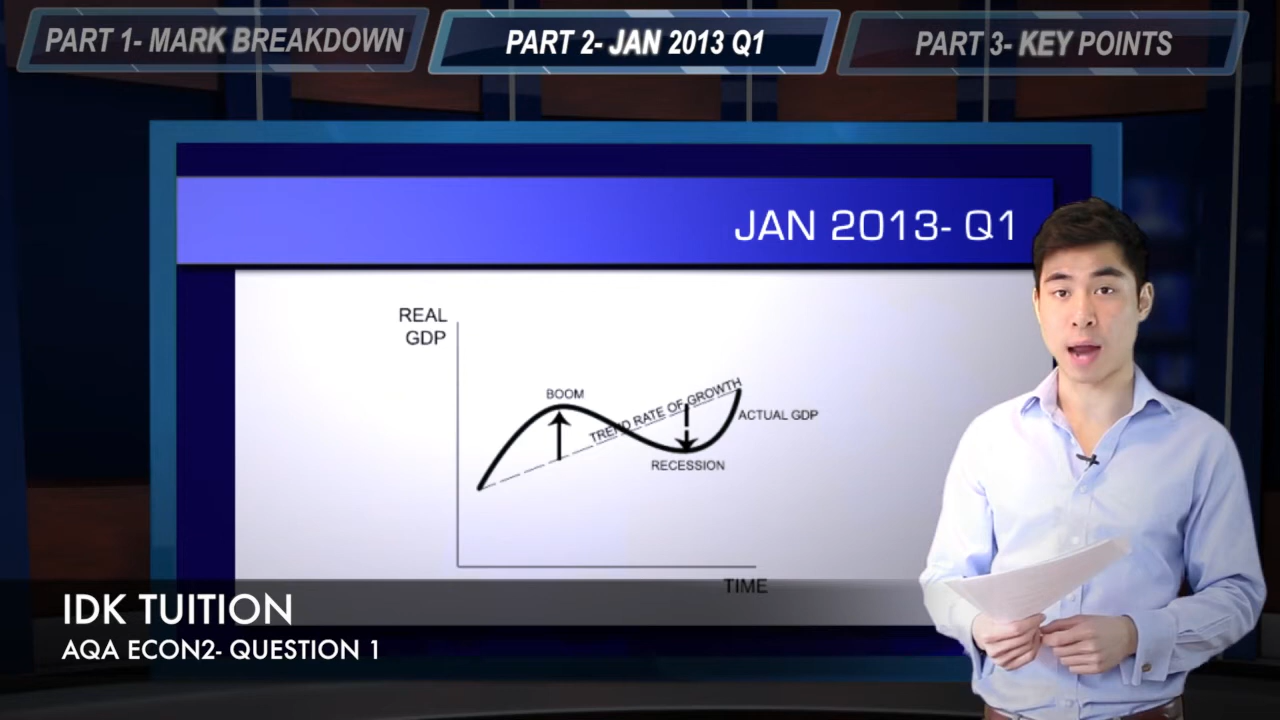 PART 1- MARK BREAKDOWN
PART 2- JAN 2013 Q1
PART 3- KEY POINTS
JAN 2013- Q1
REAL
GDP
BOOM
TREND RATE OF GROWTH
ACTUAL GDP
RECESSION
TIME
IDK TUITION
AQA ECON2- QUESTION 1